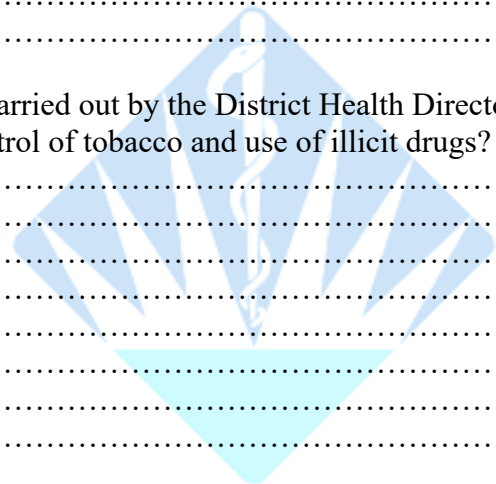 arried out by the District Health Directo
trol of tobacco and use of illicit drugs?